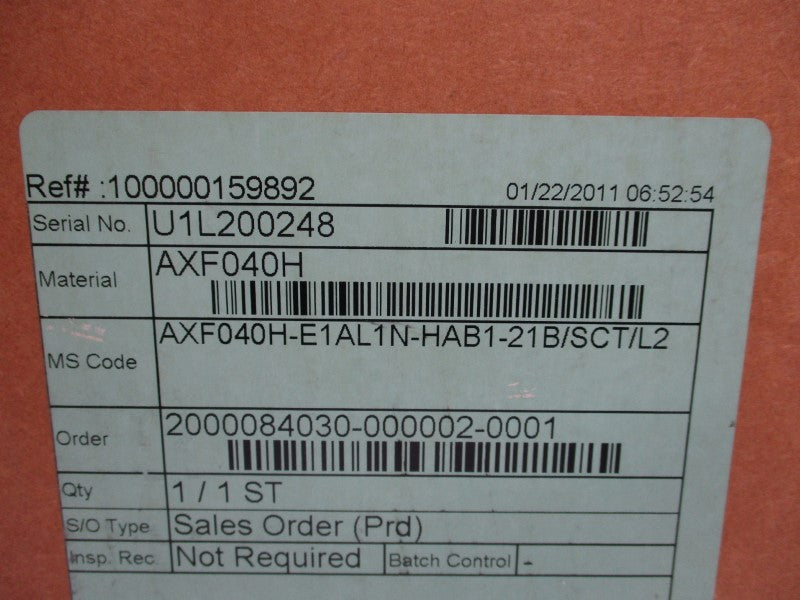 Ref# :100000159892 01/22/2011 06:52:54
Serial No. U1L200248
Material AXF040H
MS Code AXF040H-E1AL1N-HAB1-21B/SCT/L2
Order 2000084030-000002-0001
Qty 1 / 1 ST
S/O Type Sales Order (Prd)
Insp. Rec Not Required Batch Control -